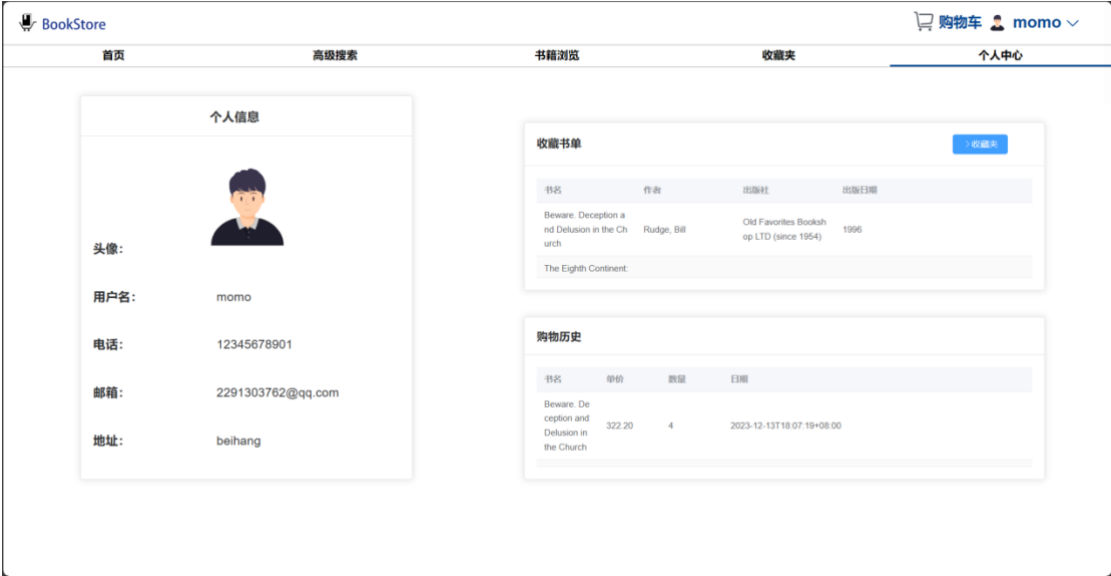 BookStore
购物车 momo
首页 高级搜索 书籍浏览 收藏夹 个人中心
个人信息
头像：
用户名： momo
电话： 12345678901
邮箱： 2291303762@qq.com
地址： beihang
收藏书单 >收藏夹
书名 作者 出版社 出版日期
Beware. Deception a
nd Delusion in the Ch
urch
Rudge, Bill
Old Favorites Booksh
op LTD (since 1954)
1996
The Eighth Continent:
购物历史
书名 单价 数量 日期
Beware. De
ception and
Delusion in
the Church
322.20 4 2023-12-13T18:07:19+08:00